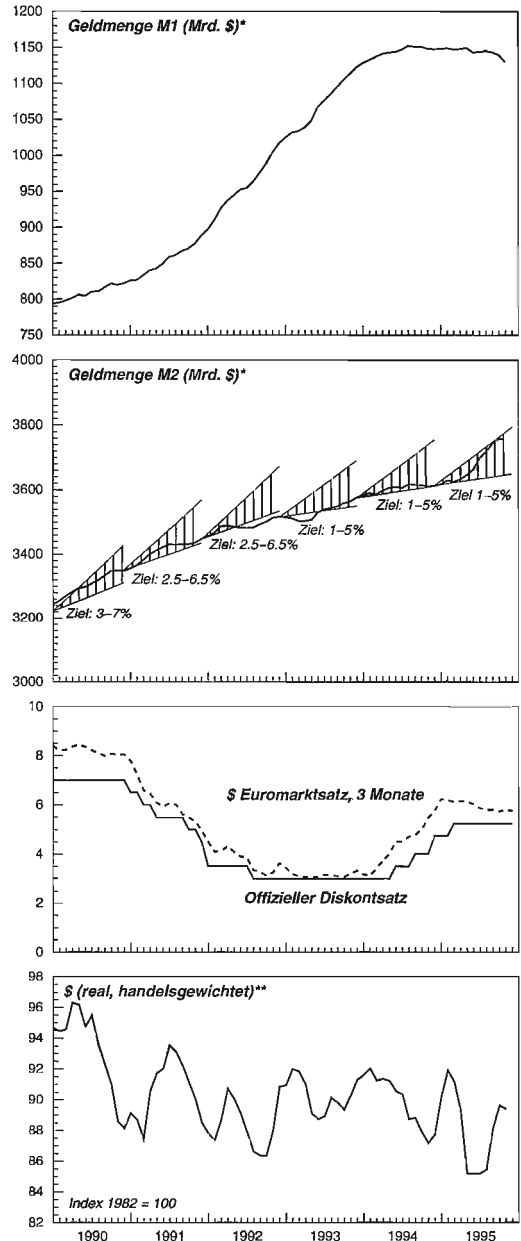 Geldmenge M1 (Mrd. $)*
1200
1150
1100
1050
1000
950
900
850
800
750
Geldmenge M2 (Mrd. $)*
4000
3800
3600
3400
3200
3000
Ziel: 3–7%
Ziel: 2.5–6.5%
Ziel: 2.5–6.5%
Ziel: 1–5%
Ziel: 1–5%
Ziel 1–5%
10
8
6
4
2
0
$ Euromarktsatz, 3 Monate
Offizieller Diskontsatz
$ (real, handelsgewichtet)**
98
96
94
92
90
88
86
84
82
Index 1982 = 100
1990 1991 1992 1993 1994 1995